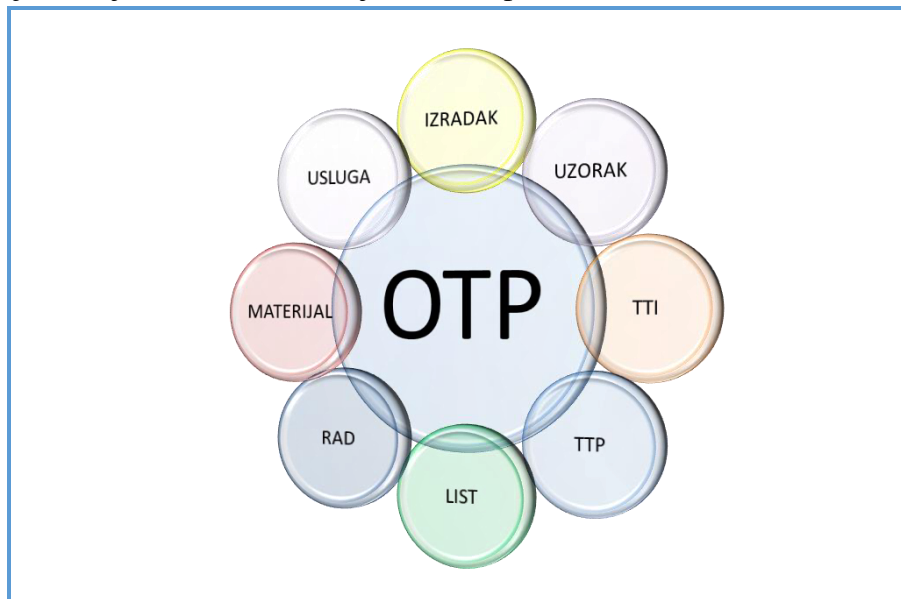 IZRADAK
UZORAK
USLUGA
OTP
MATERIJAL
TTI
RAD
TTP
LIST